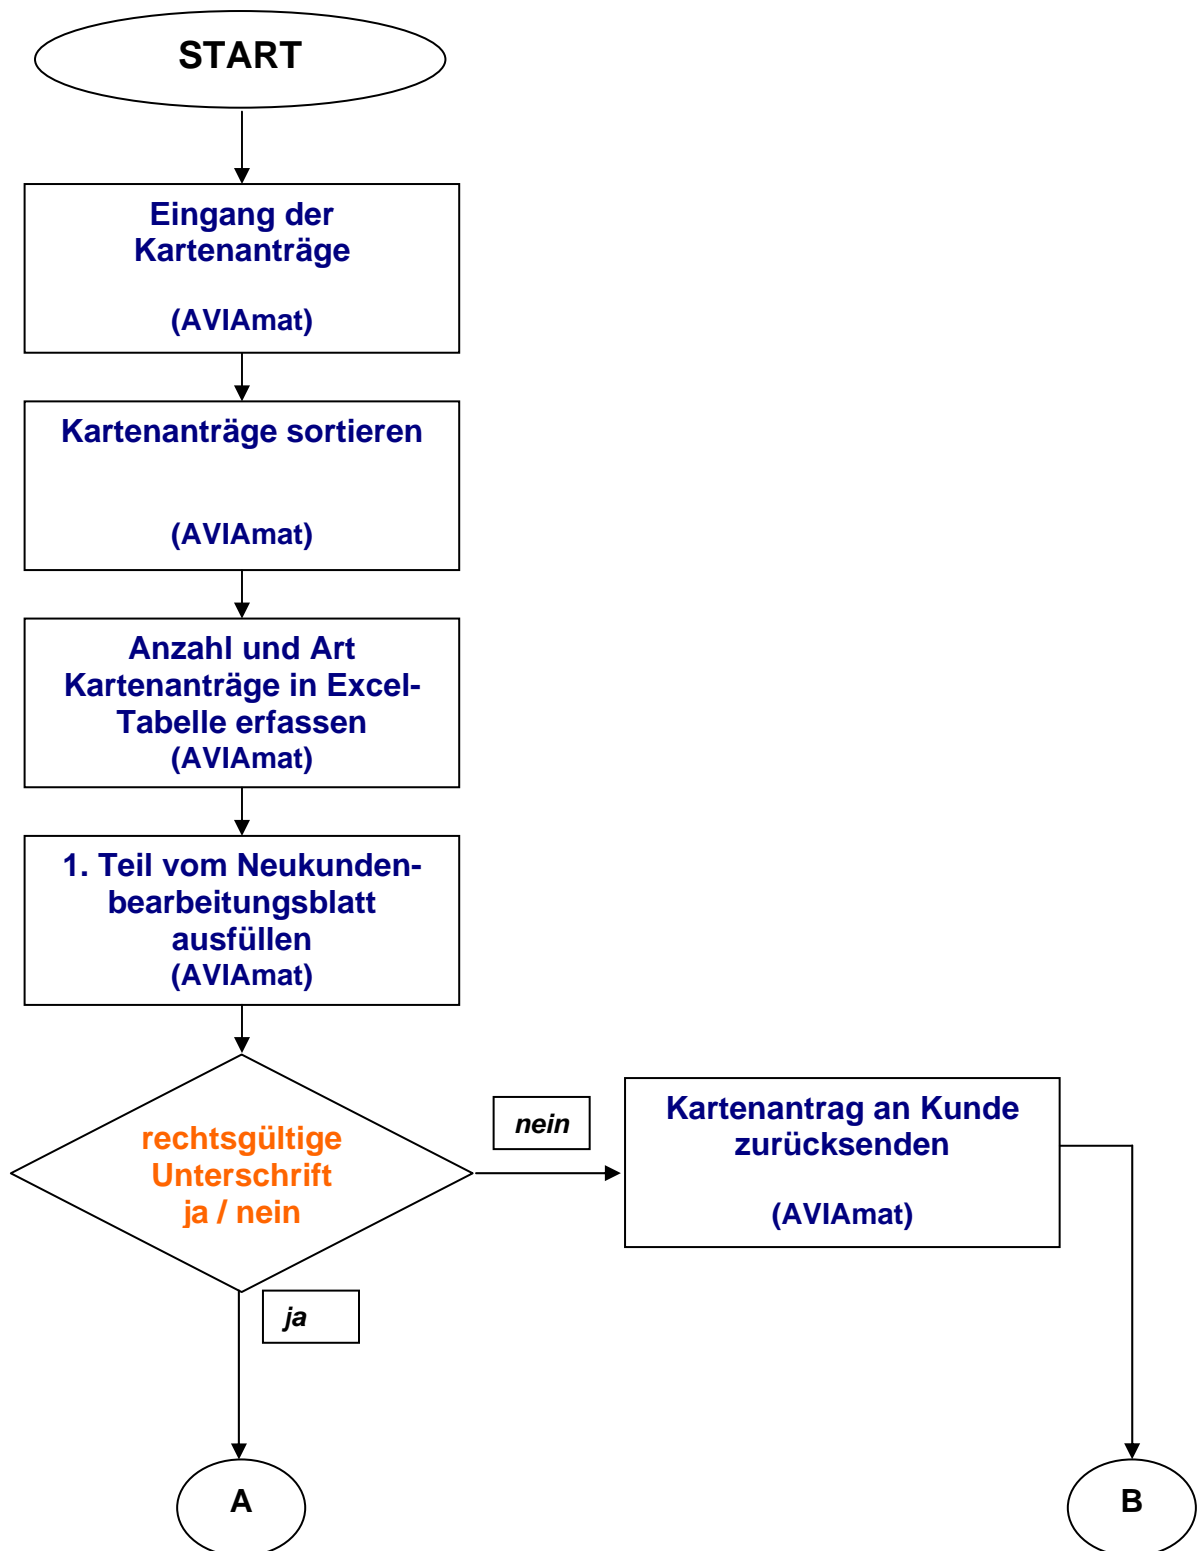 START
Eingang der
Kartenanträge
(AVIAmat)
Kartenanträge sortieren
(AVIAmat)
Anzahl und Art
Kartenanträge in Excel-
Tabelle erfassen
(AVIAmat)
1. Teil vom Neukunden-
bearbeitungsblatt
ausfüllen
(AVIAmat)
rechtsgültige
Unterschrift
ja / nein
nein
Kartenantrag an Kunde
zurücksenden
(AVIAmat)
ja
A
B